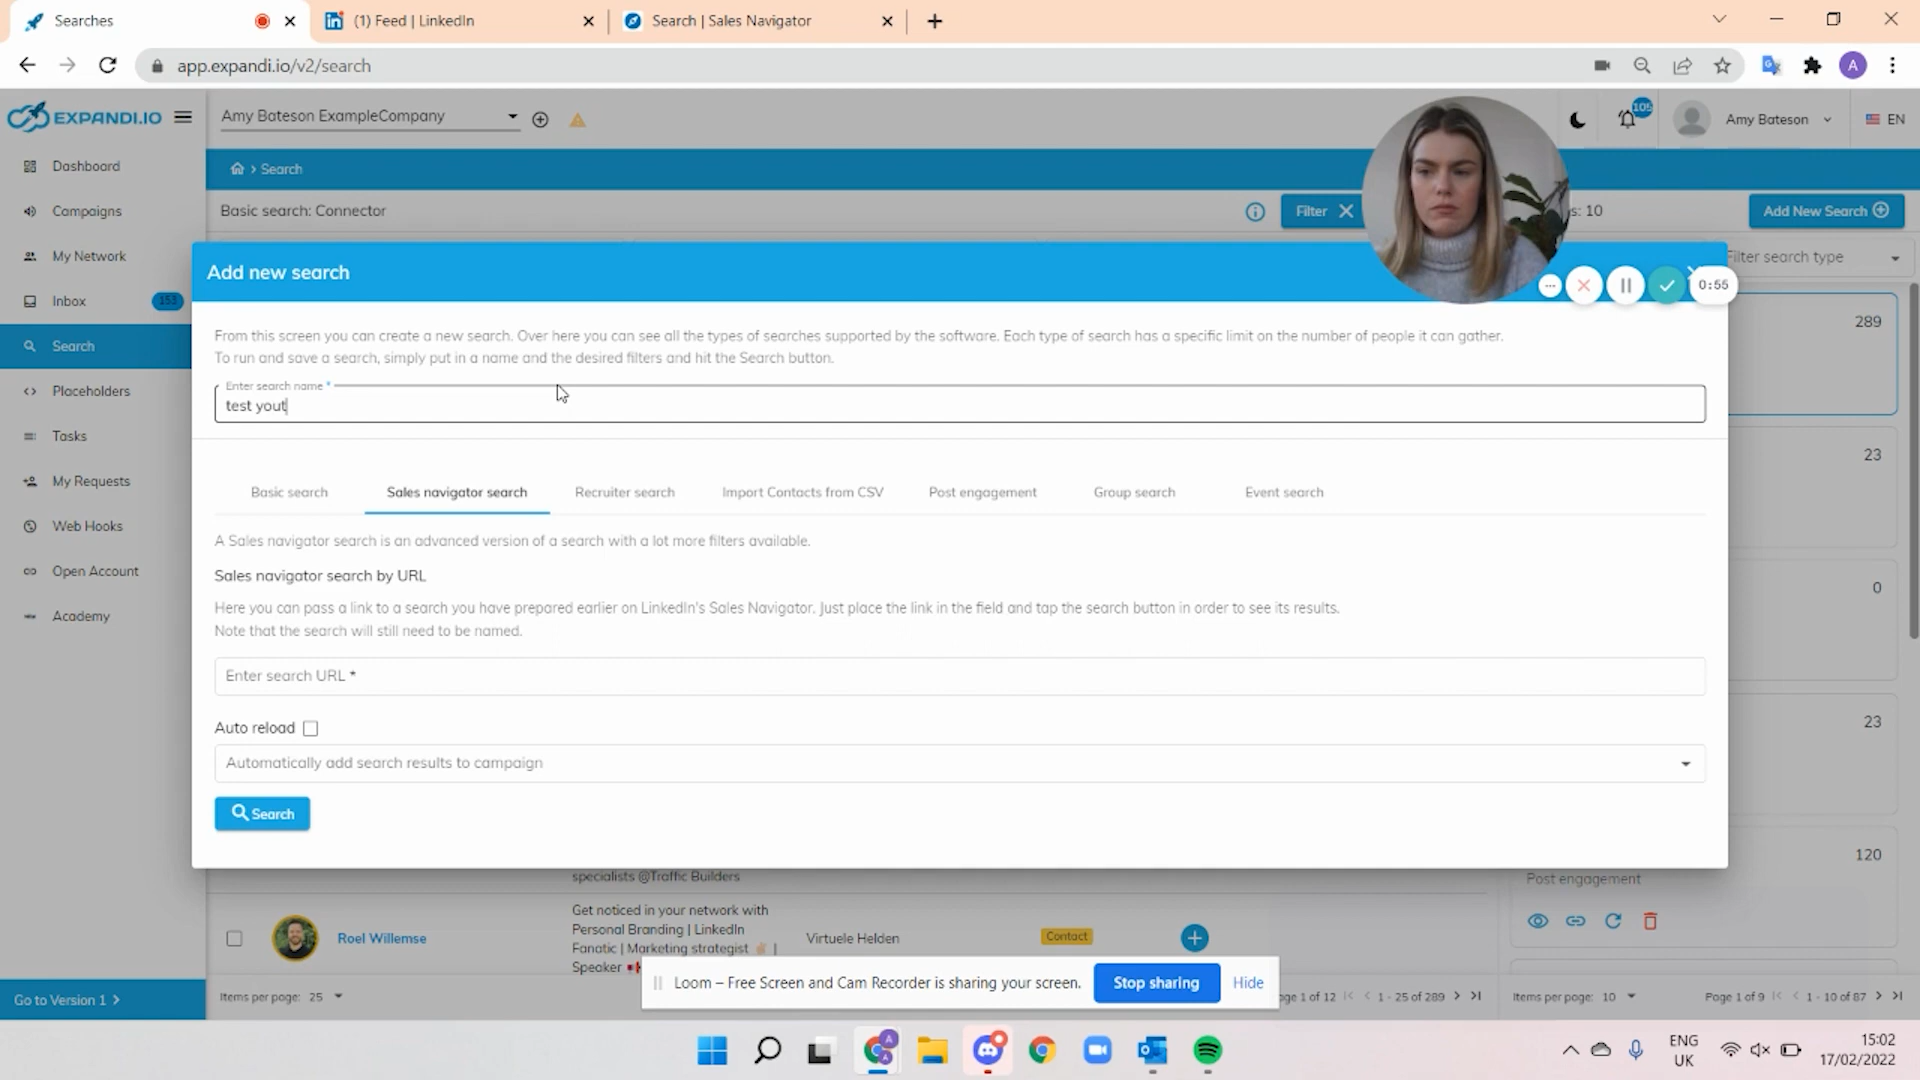 Searches
(1) Feed | LinkedIn
Search | Sales Navigator
app.expandi.io/v2/search
A
EXPANDI.IO
Amy Bateson ExampleCompany
105
Amy Bateson
EN
Dashboard
Campaigns
My Network
Inbox
153
Search
Placeholders
Tasks
My Requests
Web Hooks
Open Account
Academy
Go to Version 1
> Search
Basic search: Connector
Filter
s: 10
Add New Search
Filter search type
289
23
0
23
120
Post engagement
Add new search
0:55
From this screen you can create a new search. Over here you can see all the types of searches supported by the software. Each type of search has a specific limit on the number of people it can gather.
To run and save a search, simply put in a name and the desired filters and hit the Search button.
Enter search name *
test yout
Basic search
Sales navigator search
Recruiter search
Import Contacts from CSV
Post engagement
Group search
Event search
A Sales navigator search is an advanced version of a search with a lot more filters available.
Sales navigator search by URL
Here you can pass a link to a search you have prepared earlier on LinkedIn's Sales Navigator. Just place the link in the field and tap the search button in order to see its results.
Note that the search will still need to be named.
Enter search URL *
Auto reload
Automatically add search results to campaign
Search
specialists @Traffic Builders
Roel Willemse
Get noticed in your network with
Personal Branding | LinkedIn
Fanatic | Marketing strategist |
Speaker
Virtuele Helden
Contact
Items per page: 25
Loom – Free Screen and Cam Recorder is sharing your screen.
Stop sharing
Hide
ge 1 of 12
1 - 25 of 289
Items per page: 10
Page 1 of 9
1 - 10 of 87
ENG
UK
15:02
17/02/2022